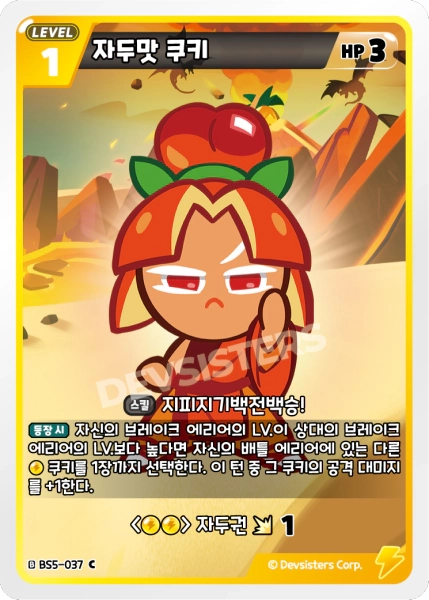 LEVEL
1
자두맛 쿠키
HP 3
DEVSISTERS
스킬 지피지기백전백승!
등장 시 자신의 브레이크 에리어의 LV.이 상대의 브레이크
에리어의 LV.보다 높다면 자신의 배틀 에리어에 있는 다른
쿠키를 1장까지 선택한다. 이 턴 중 그 쿠키의 공격 대미지
를 +1한다.
자두권 1
B BS5-037 C
© Devsisters Corp.